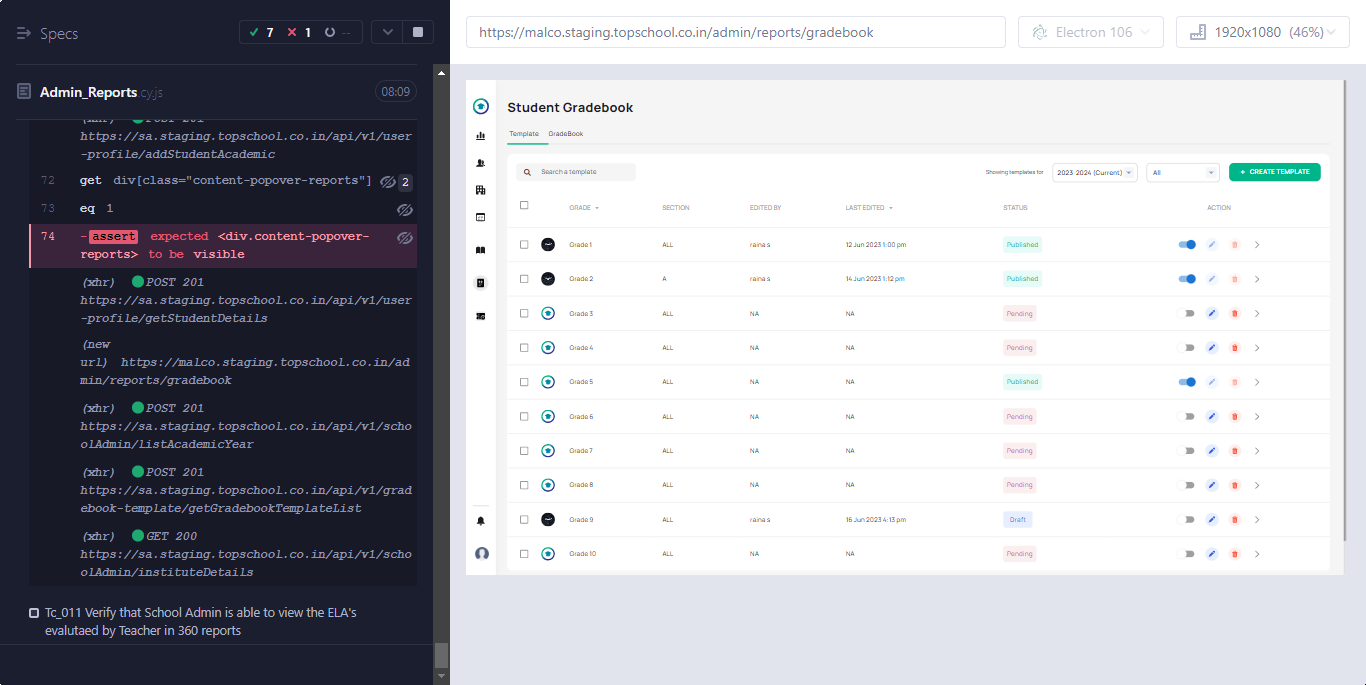 Specs
7 1 --
Admin_Reports cy.js 08:09
(xhr) POST 201
https://sa.staging.topschool.co.in/api/v1/user
-profile/addStudentAcademic
72 get div[class="content-popover-reports"] 2
73 eq 1
74 -assert expected <div.content-popover-
reports> to be visible
(xhr) POST 201
https://sa.staging.topschool.co.in/api/v1/user
-profile/getStudentDetails
(new
url) https://malco.staging.topschool.co.in/ad
min/reports/gradebook
(xhr) POST 201
https://sa.staging.topschool.co.in/api/v1/scho
olAdmin/listAcademicYear
(xhr) POST 201
https://sa.staging.topschool.co.in/api/v1/grad
ebook-template/getGradebookTemplateList
(xhr) GET 200
https://sa.staging.topschool.co.in/api/v1/scho
olAdmin/instituteDetails
Tc_011 Verify that School Admin is able to view the ELA's
evalutaed by Teacher in 360 reports
https://malco.staging.topschool.co.in/admin/reports/gradebook Electron 106 1920x1080 (46%)
Student Gradebook
Template GradeBook
Search a template Showing templates for 2023-2024 (Current) All + CREATE TEMPLATE
GRADE SECTION EDITED BY LAST EDITED STATUS ACTION
Grade 1 ALL raina s 12 Jun 2023 1:00 pm Published
Grade 2 A raina s 14 Jun 2023 1:12 pm Published
Grade 3 ALL NA NA Pending
Grade 4 ALL NA NA Pending
Grade 5 ALL NA NA Published
Grade 6 ALL NA NA Pending
Grade 7 ALL NA NA Pending
Grade 8 ALL NA NA Pending
Grade 9 ALL raina s 16 Jun 2023 4:13 pm Draft
Grade 10 ALL NA NA Pending